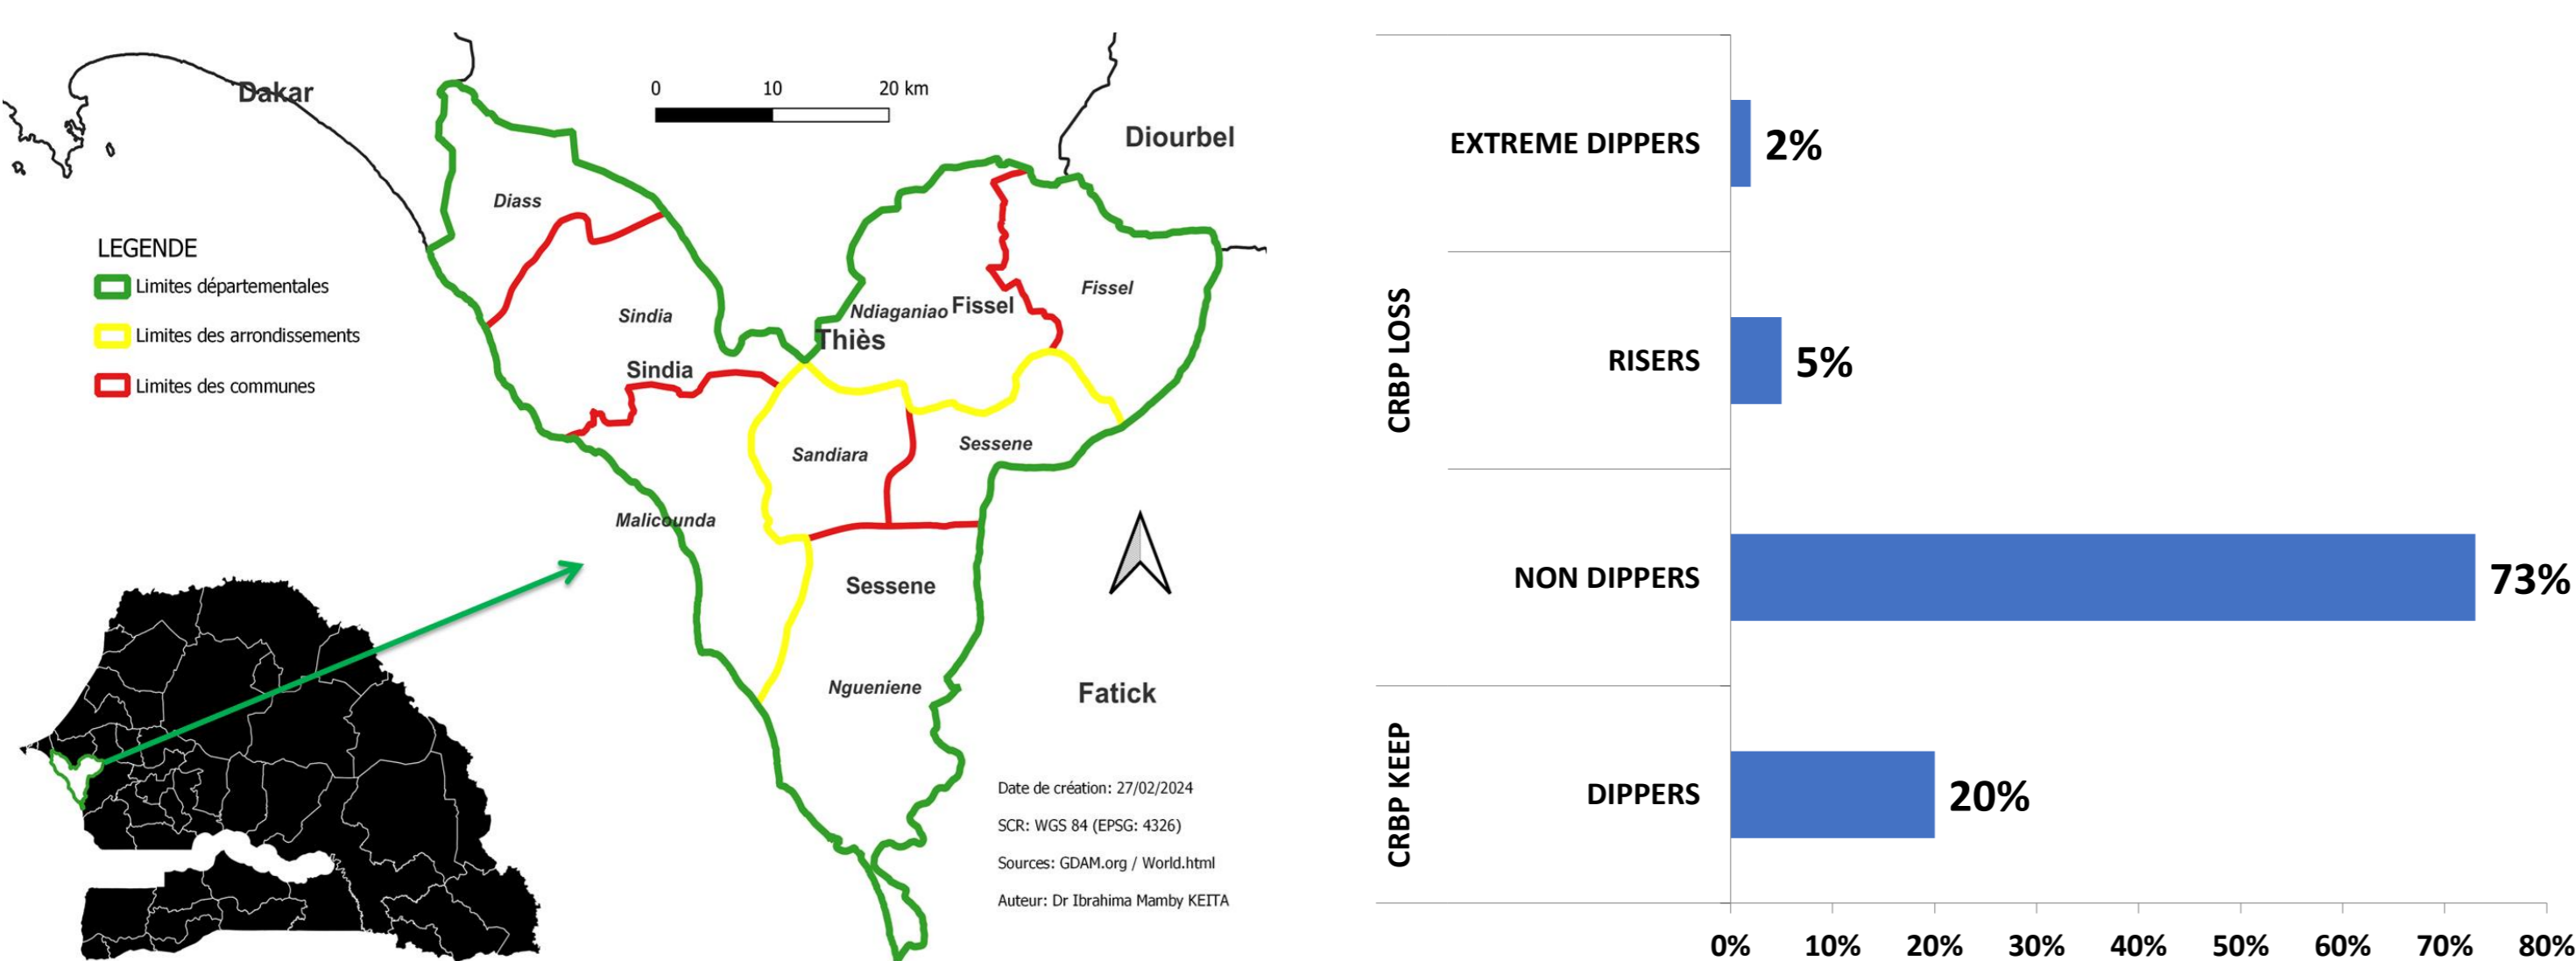 Dakar
0 10 20 km
Diourbel
Diass
LEGENDE
Limites départementales
Limites des arrondissements
Limites des communes
Sindia
Ndiaganiao
Fissel
Fissel
Thiès
Sindia
Sandiara
Sessene
Malicounda
Sessene
Ngueniene
Fatick
Date de création: 27/02/2024
SCR: WGS 84 (EPSG: 4326)
Sources: GDAM.org / World.html
Auteur: Dr Ibrahima Mamby KEITA
CRBP LOSS
EXTREME DIPPERS 2%
RISERS 5%
NON DIPPERS 73%
CRBP KEEP
DIPPERS 20%
0% 10% 20% 30% 40% 50% 60% 70% 80%